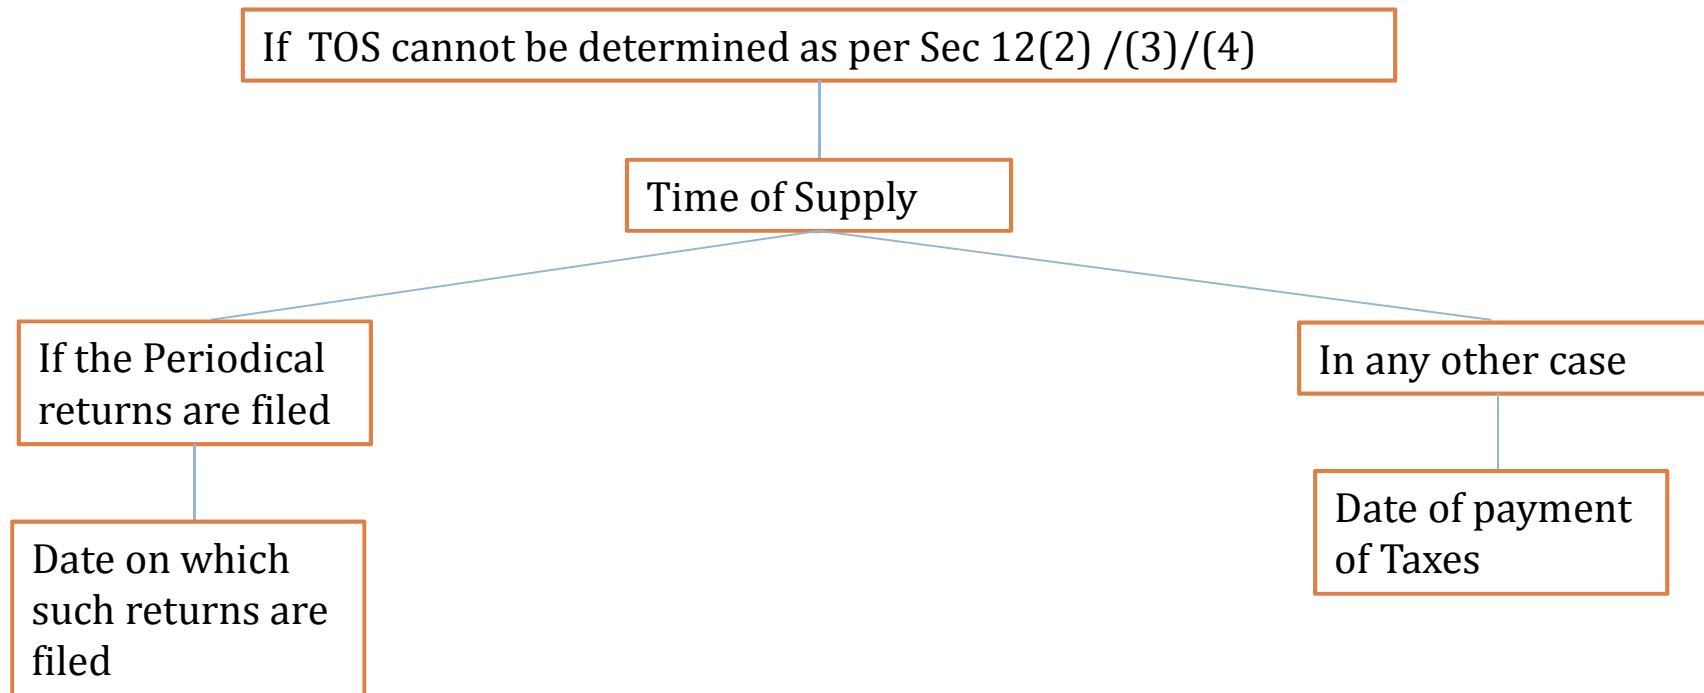 If TOS cannot be determined as per Sec 12(2) /(3)/(4)
Time of Supply
If the Periodical
returns are filed
In any other case
Date on which
such returns are
filed
Date of payment
of Taxes